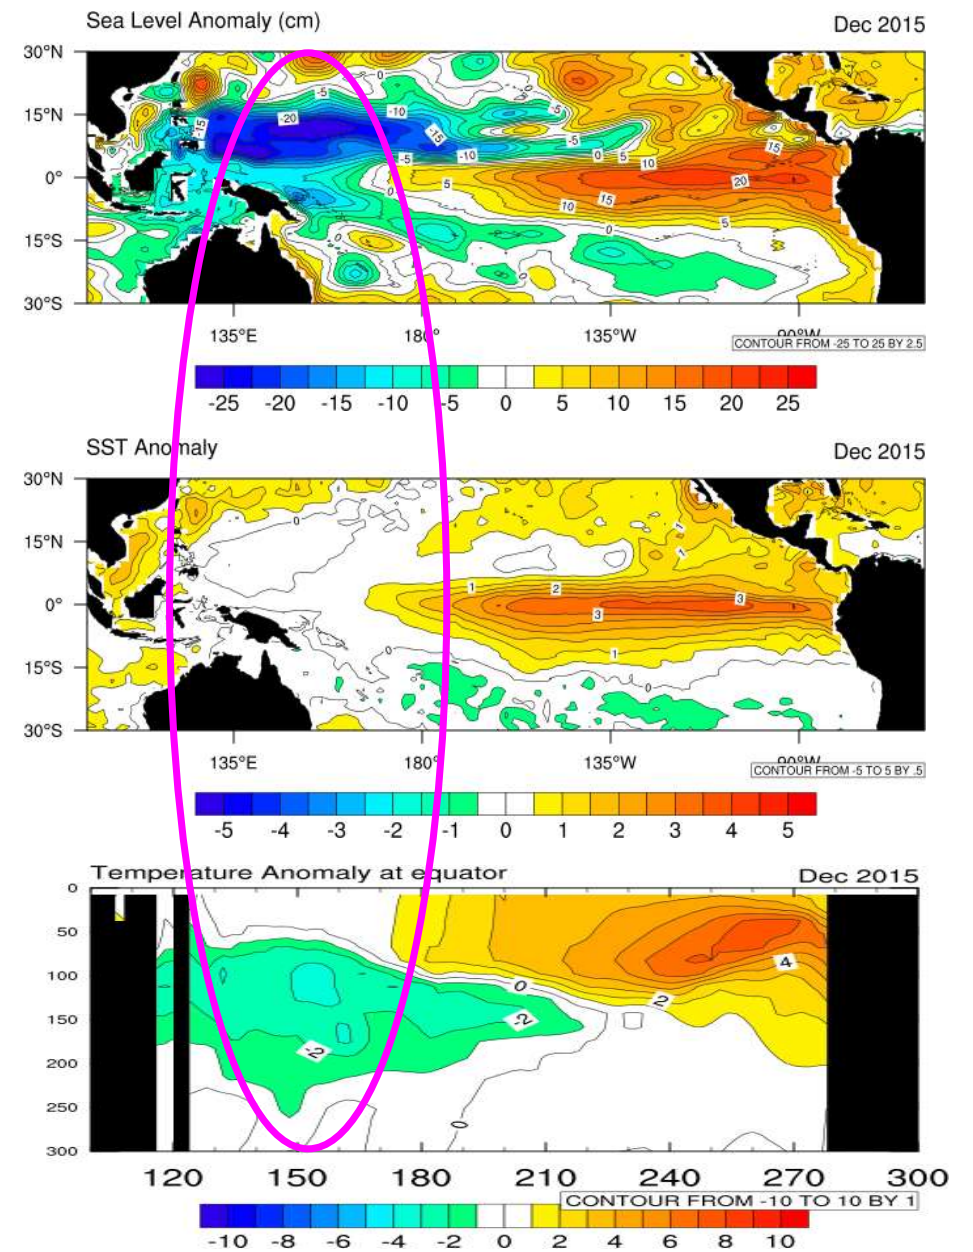 Sea Level Anomaly (cm) Dec 2015
30°N
15°N
0°
15°S
30°S
0
-5
-10
-15
-20
-15
-5
-10
-5
0
5
10
15
0
5
10
15
20
5
0
0
135°E 180° 135°W 90°W
CONTOUR FROM -25 TO 25 BY 2.5
-25 -20 -15 -10 -5 0 5 10 15 20 25
SST Anomaly Dec 2015
30°N
15°N
0°
15°S
30°S
0
1
1
1
2
3
3
0
1
0
135°E 180° 135°W 90°W
CONTOUR FROM -5 TO 5 BY .5
-5 -4 -3 -2 -1 0 1 2 3 4 5
Temperature Anomaly at equator Dec 2015
0
50
100
150
200
250
300
4
0
2
-2
-2
0
120 150 180 210 240 270 300
CONTOUR FROM -10 TO 10 BY 1
-10 -8 -6 -4 -2 0 2 4 6 8 10